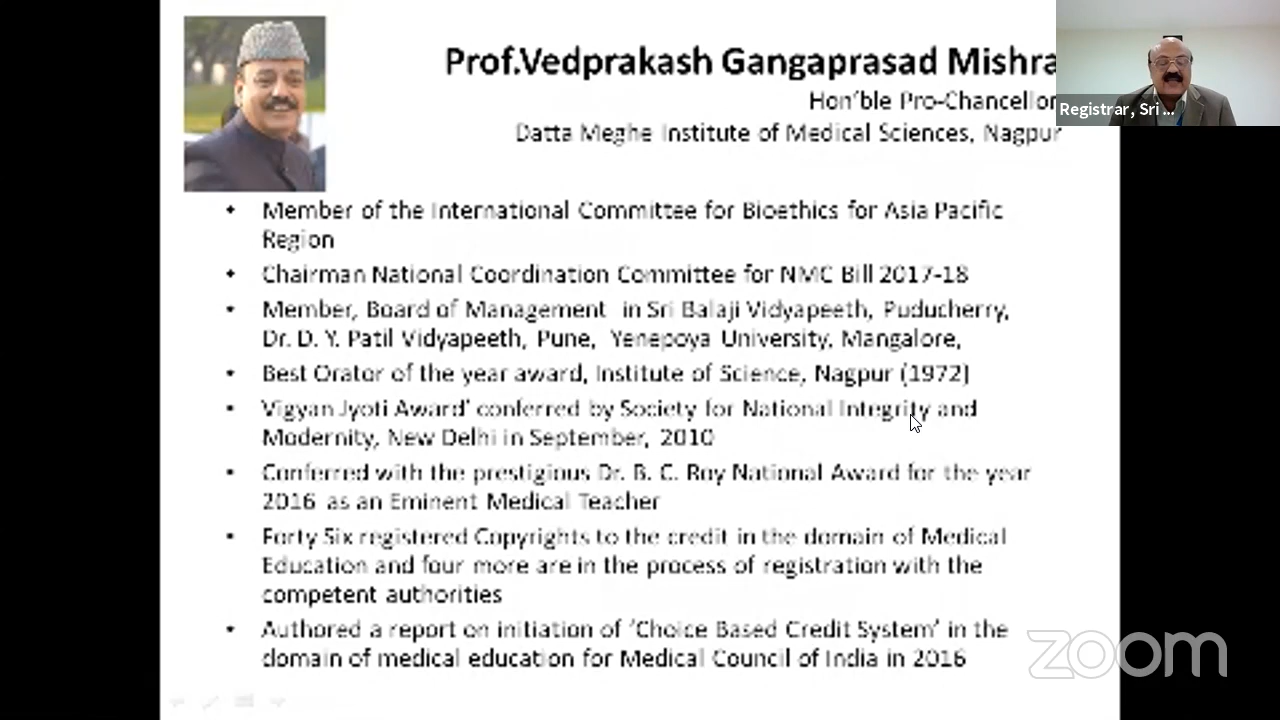 Prof.Vedprakash Gangaprasad Mishra
Hon'ble Pro-Chancellor
Datta Meghe Institute of Medical Sciences, Nagpur
Registrar, Sri ...
• Member of the International Committee for Bioethics for Asia Pacific
Region
• Chairman National Coordination Committee for NMC Bill 2017-18
• Member, Board of Management in Sri Balaji Vidyapeeth, Puducherry,
Dr. D. Y. Patil Vidyapeeth, Pune, Yenepoya University, Mangalore,
• Best Orator of the year award, Institute of Science, Nagpur (1972)
• 'Vigyan Jyoti Award' conferred by Society for National Integrity and
Modernity, New Delhi in September, 2010
• Conferred with the prestigious Dr. B. C. Roy National Award for the year
2016 as an Eminent Medical Teacher
• Forty Six registered Copyrights to the credit in the domain of Medical
Education and four more are in the process of registration with the
competent authorities
• Authored a report on initiation of 'Choice Based Credit System' in the
domain of medical education for Medical Council of India in 2016
zoom